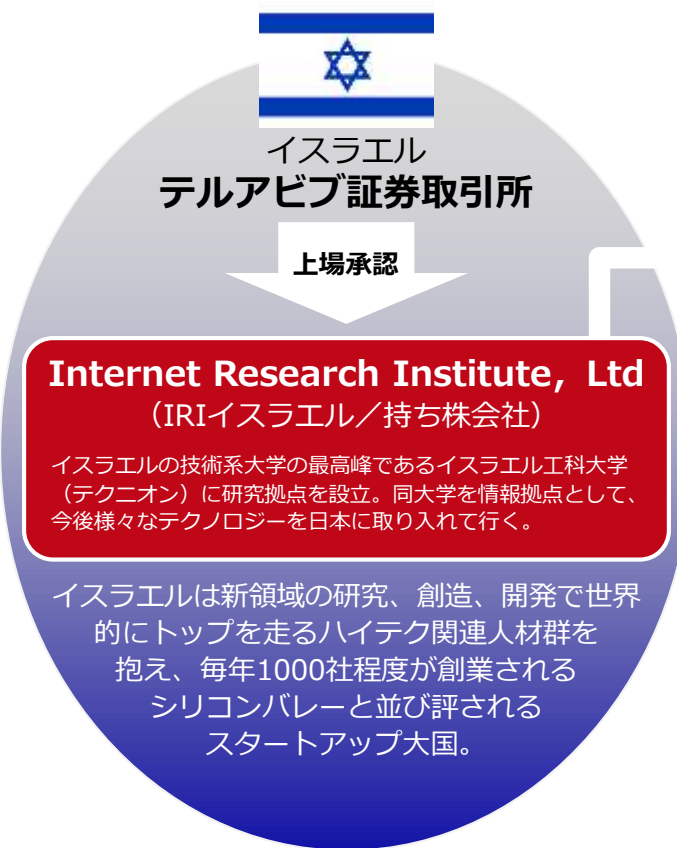 イスラエル
テルアビブ証券取引所
上場承認
Internet Research Institute, Ltd
（IRIイスラエル／持ち株会社）
イスラエルの技術系大学の最高峰であるイスラエル工科大学
（テクニオン）に研究拠点を設立。同大学を情報拠点として、
今後様々なテクノロジーを日本に取り入れて行く。
イスラエルは新領域の研究、創造、開発で世界
的にトップを走るハイテク関連人材群を
抱え、毎年1000社程度が創業される
シリコンバレーと並び評される
スタートアップ大国。